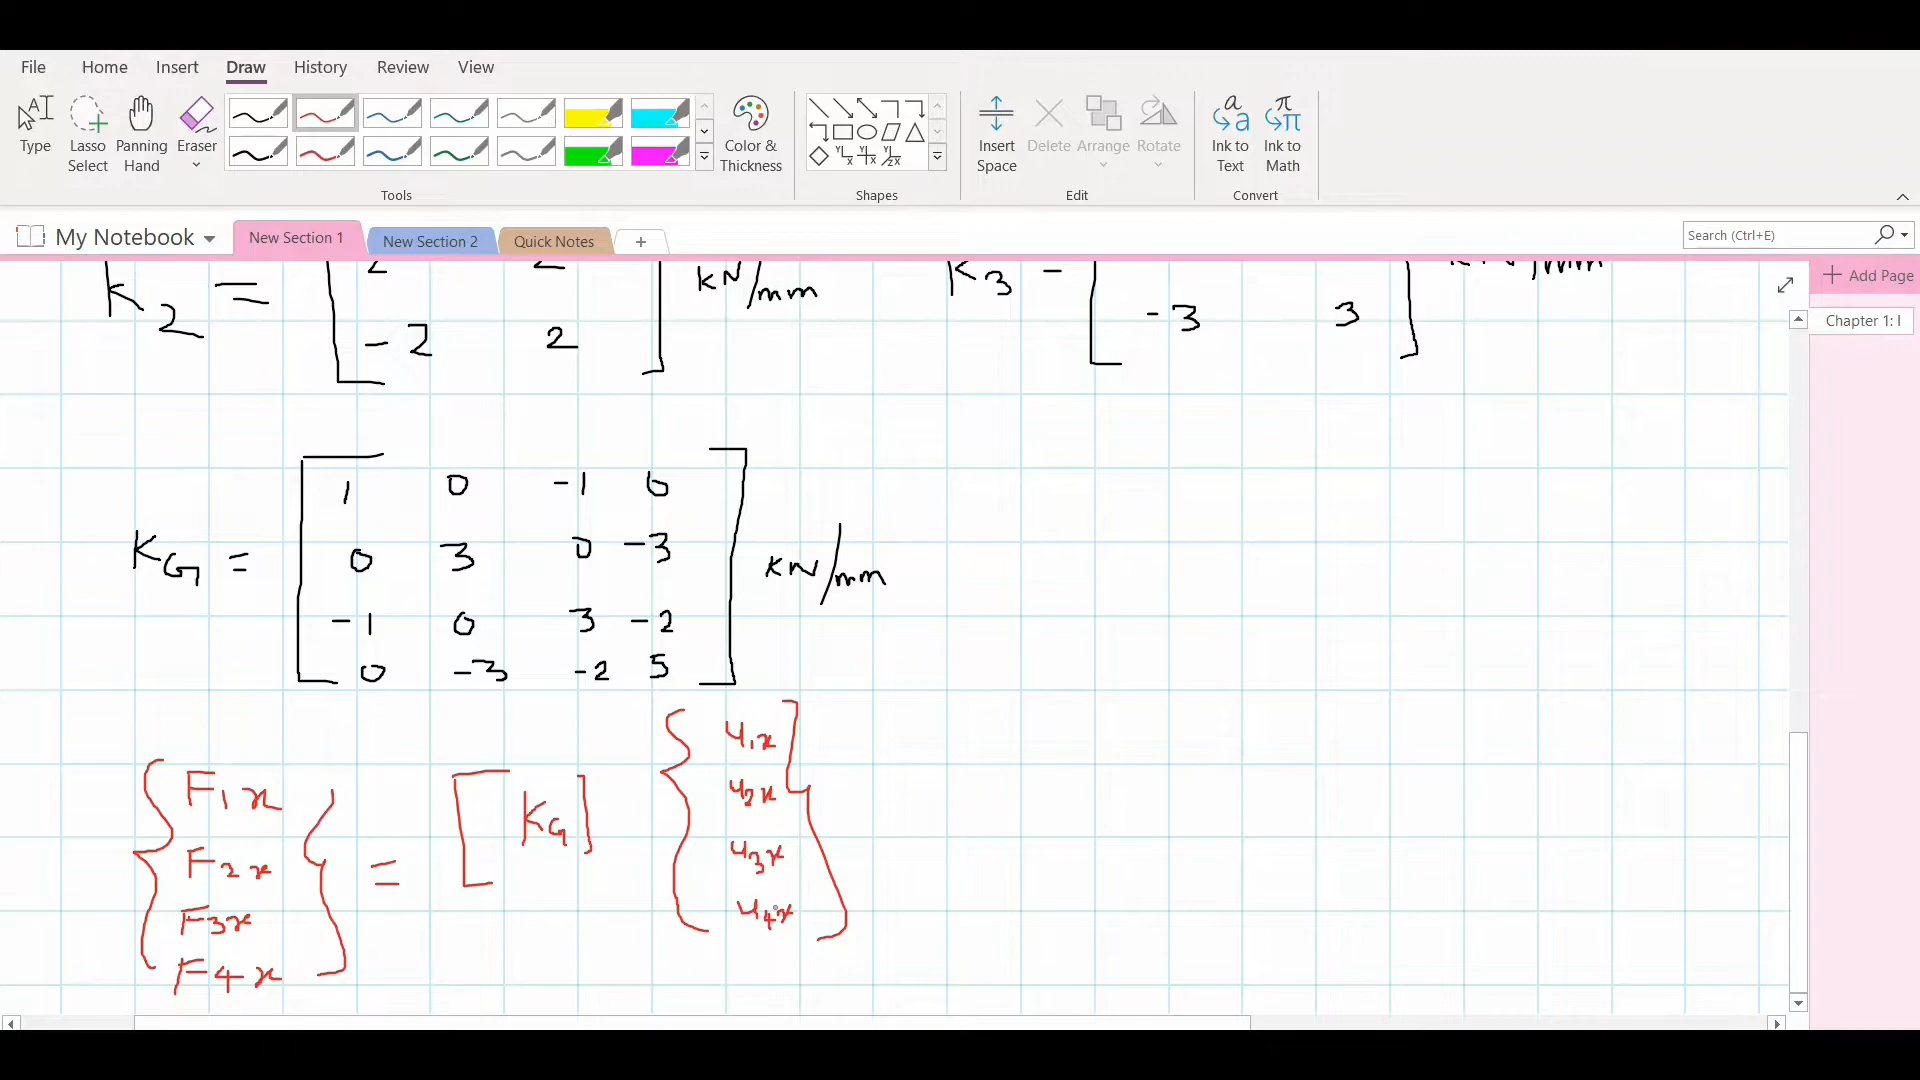 File Home Insert Draw History Review View
Type
Lasso Select
Panning Hand
Eraser
Color & Thickness
Insert Space
Delete
Arrange
Rotate
Ink to Text
Ink to Math
Tools
Shapes
Edit
Convert
My Notebook
New Section 1
New Section 2
Quick Notes
+
Search (Ctrl+E)
Add Page
Chapter 1: I
K2 = 2 2 kN/mm
-2 2
K3 = kN/mm
-3 3
1 0 -1 0
KG = 0 3 0 -3 kN/mm
-1 0 3 -2
0 -3 -2 5
F1x
F2x
F3x
F4x
= [KG]
u1x
u2x
u3x
u4x